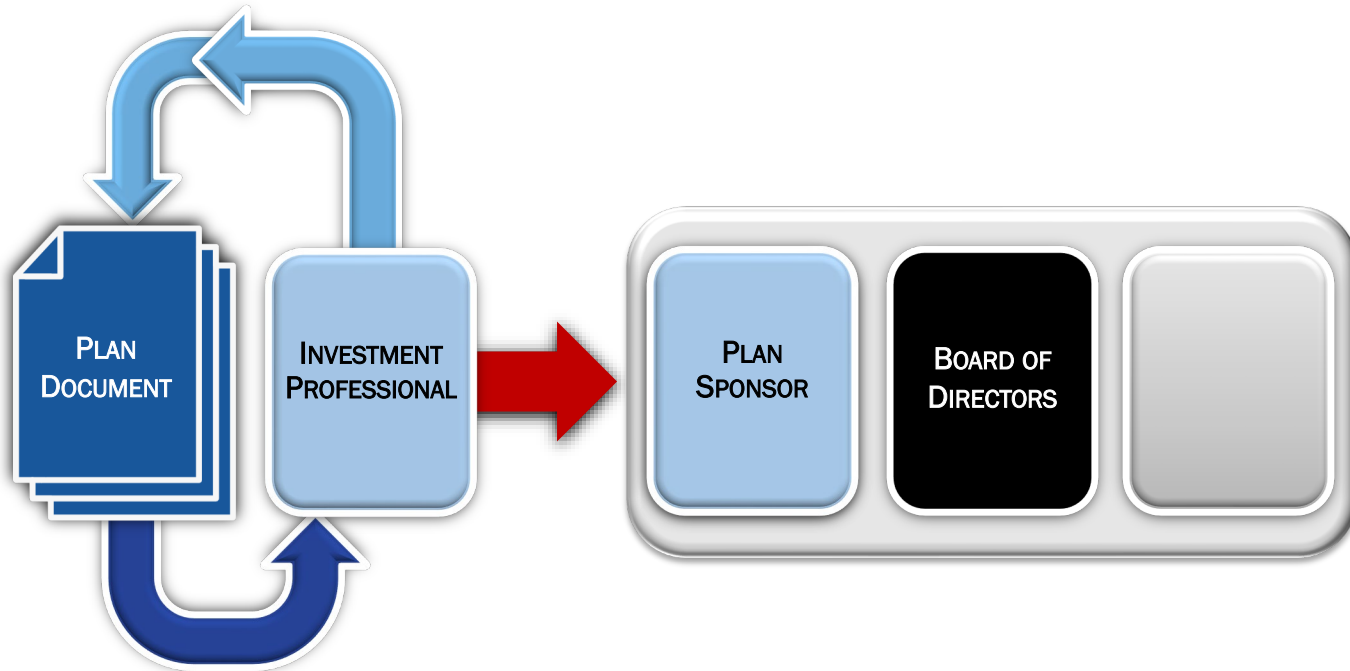 PLAN
DOCUMENT
INVESTMENT
PROFESSIONAL
PLAN
SPONSOR
BOARD OF
DIRECTORS